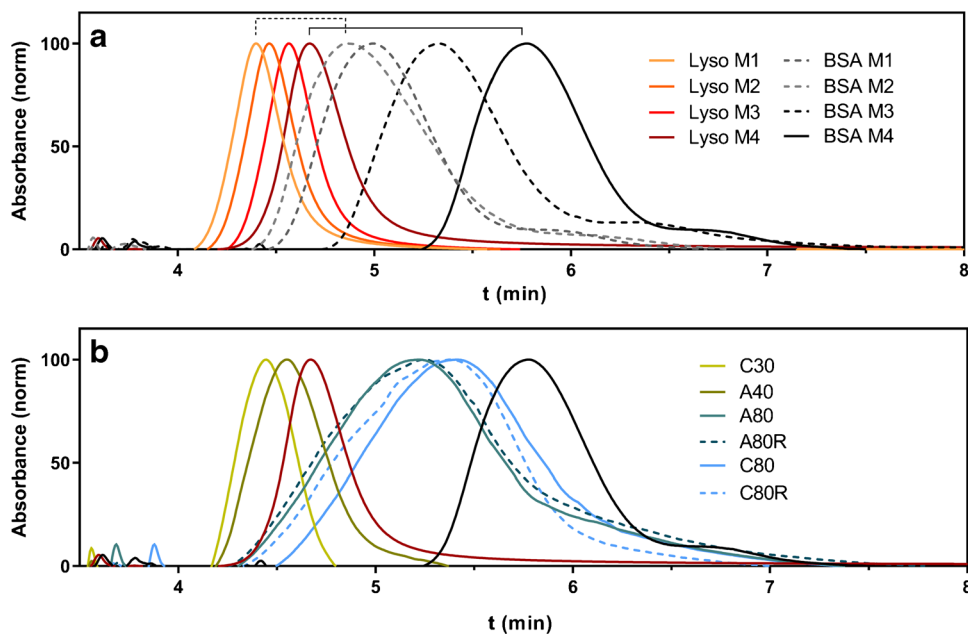 a
100
50
0
Absorbance (norm)
Lyso M1
Lyso M2
Lyso M3
Lyso M4
BSA M1
BSA M2
BSA M3
BSA M4
4 5 6 7 8
t (min)
b
100
50
0
Absorbance (norm)
C30
A40
A80
A80R
C80
C80R
4 5 6 7 8
t (min)